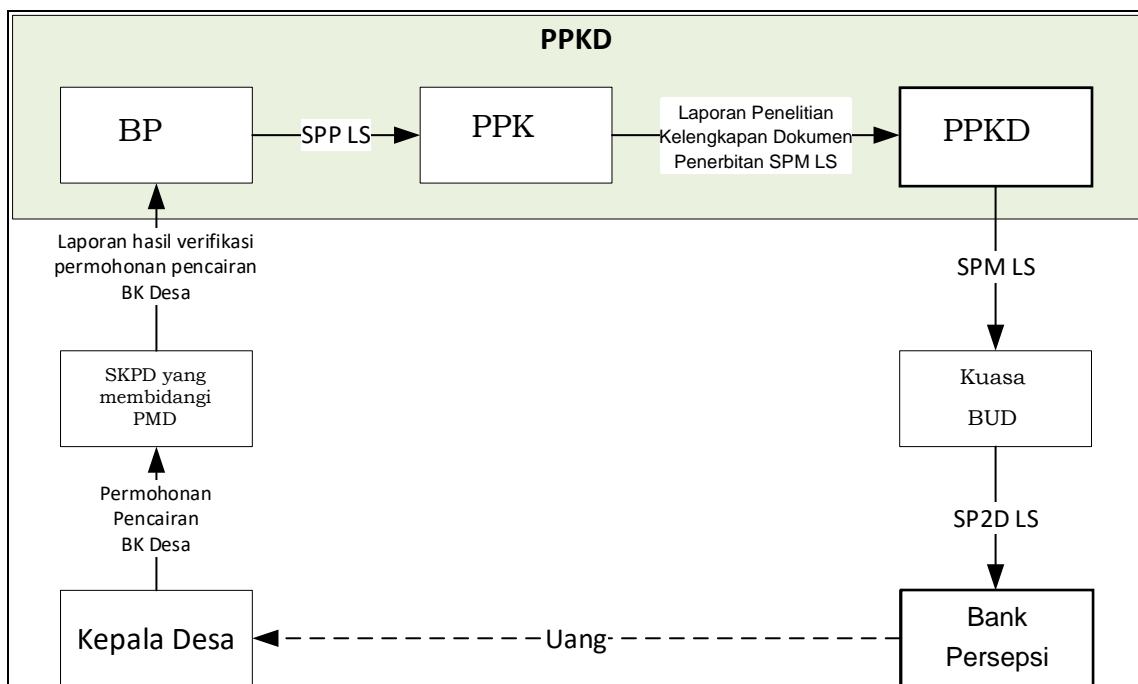 PPKD
BP
SPP LS
PPK
Laporan Penelitian
Kelengkapan Dokumen
Penerbitan SPM LS
PPKD
Laporan hasil verifikasi
permohonan pencairan
BK Desa
SPM LS
SKPD yang
membidangi
PMD
Kuasa
BUD
Permohonan
Pencairan
BK Desa
SP2D LS
Kepala Desa
Uang
Bank
Persepsi